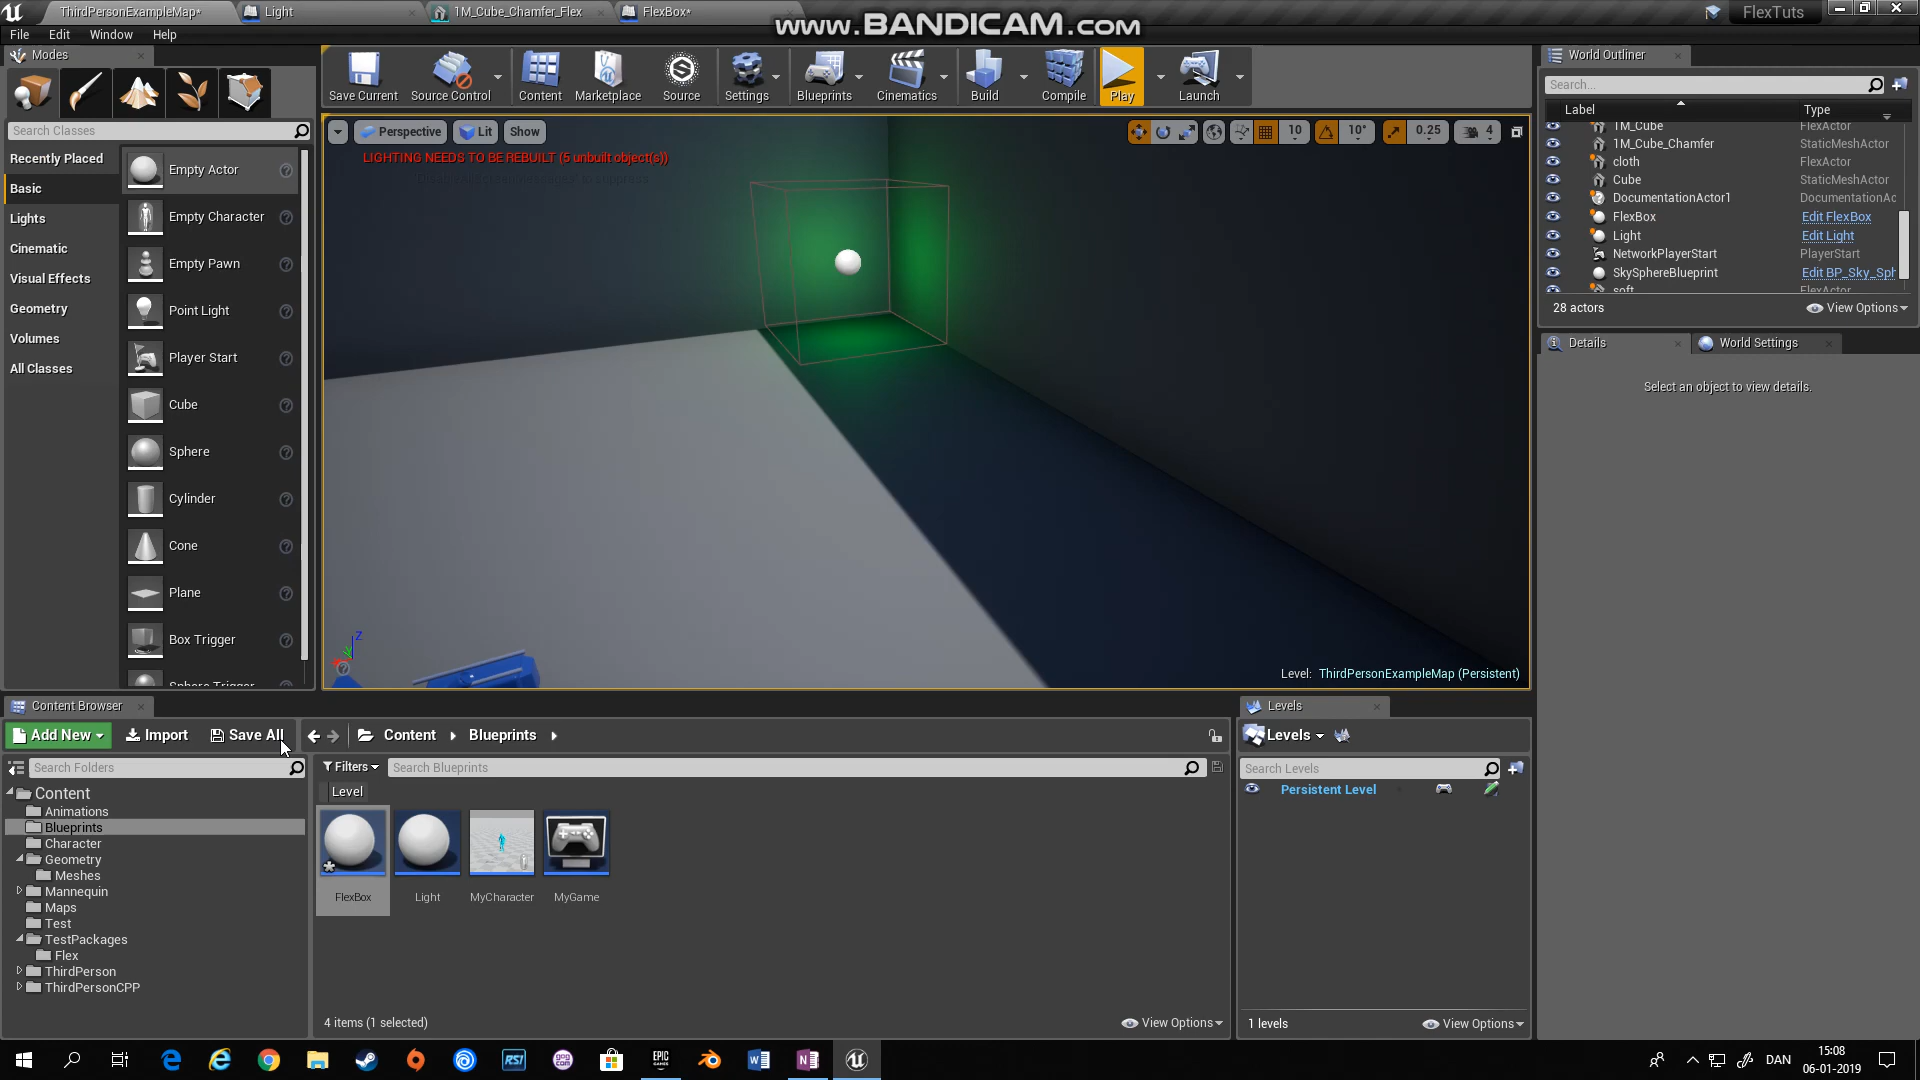 ThirdPersonExampleMap*
Light
1M_Cube_Chamfer_Flex
FlexBox*
www.BANDICAM.com
FlexTuts
File
Edit
Window
Help
Modes
Search Classes
Recently Placed
Basic
Lights
Cinematic
Visual Effects
Geometry
Volumes
All Classes
Empty Actor
Empty Character
Empty Pawn
Point Light
Player Start
Cube
Sphere
Cylinder
Cone
Plane
Box Trigger
Sphere Trigger
Save Current
Source Control
Content
Marketplace
Source
Settings
Blueprints
Cinematics
Build
Compile
Play
Launch
Perspective
Lit
Show
10
10°
0.25
4
LIGHTING NEEDS TO BE REBUILT (5 unbuilt object(s))
Z
Level: ThirdPersonExampleMap (Persistent)
World Outliner
Search...
Label
Type
1M_Cube
FlexActor
1M_Cube_Chamfer
StaticMeshActor
cloth
FlexActor
Cube
StaticMeshActor
DocumentationActor1
DocumentationAc
FlexBox
Edit FlexBox
Light
Edit Light
NetworkPlayerStart
PlayerStart
SkySphereBlueprint
Edit BP_Sky_Sph
soft
FlexActor
28 actors
View Options
Details
World Settings
Select an object to view details.
Content Browser
Add New
Import
Save All
Content
Blueprints
Search Folders
Filters
Search Blueprints
Level
Content
Animations
Blueprints
Character
Geometry
Meshes
Mannequin
Maps
Test
TestPackages
Flex
ThirdPerson
ThirdPersonCPP
FlexBox
Light
MyCharacter
MyGame
4 items (1 selected)
View Options
Levels
Levels
Search Levels
Persistent Level
1 levels
View Options
RSI
GOG
COM
EPIC
GAMES
DAN
15:08
06-01-2019